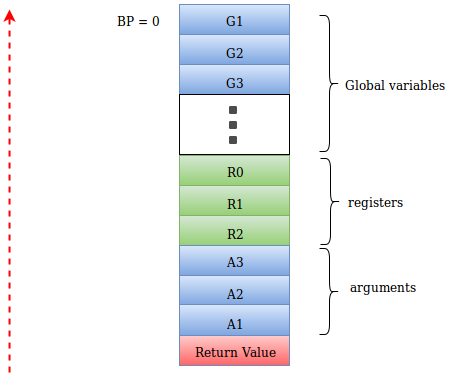 BP = 0
G1
G2
G3
Global variables
R0
R1
R2
registers
A3
A2
A1
arguments
Return Value